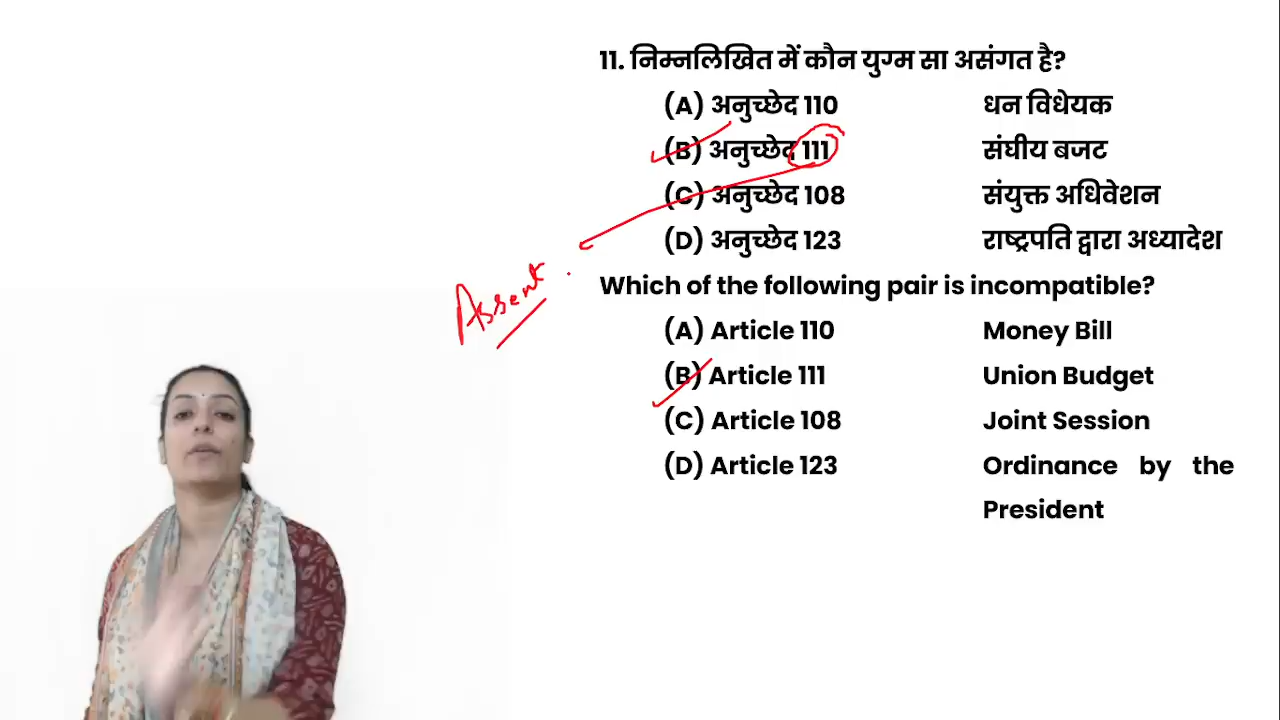 11. निम्नलिखित में कौन युग्म सा असंगत है?
(A) अनुच्छेद 110 धन विधेयक
(B) अनुच्छेद 111 संघीय बजट
(C) अनुच्छेद 108 संयुक्त अधिवेशन
(D) अनुच्छेद 123 राष्ट्रपति द्वारा अध्यादेश
Assent
Which of the following pair is incompatible?
(A) Article 110 Money Bill
(B) Article 111 Union Budget
(C) Article 108 Joint Session
(D) Article 123 Ordinance by the
President